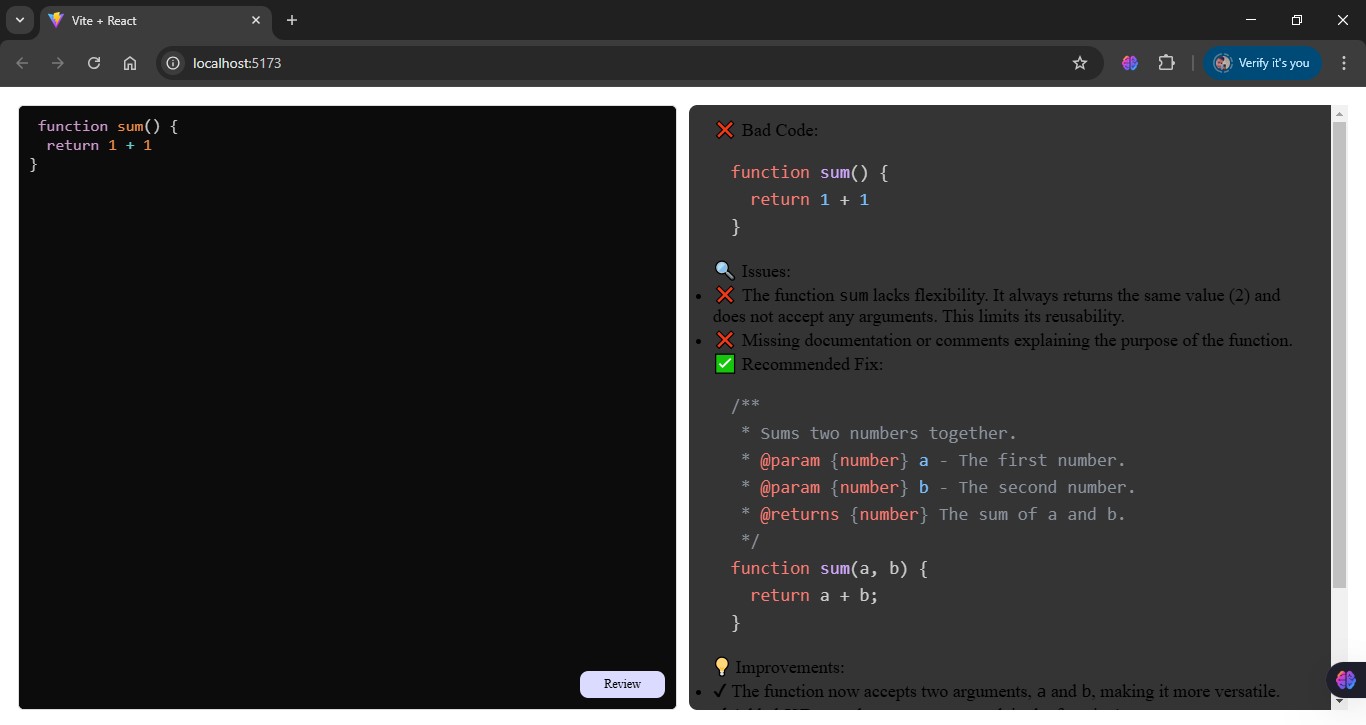 Vite + React
localhost:5173
Verify it's you
function sum() {
return 1 + 1
}
Review
❌ Bad Code:
function sum() {
return 1 + 1
}
🔍 Issues:
• ❌ The function sum lacks flexibility. It always returns the same value (2) and
does not accept any arguments. This limits its reusability.
• ❌ Missing documentation or comments explaining the purpose of the function.
✅ Recommended Fix:
/**
* Sums two numbers together.
* @param {number} a - The first number.
* @param {number} b - The second number.
* @returns {number} The sum of a and b.
*/
function sum(a, b) {
return a + b;
}
💡 Improvements:
• ✔ The function now accepts two arguments, a and b, making it more versatile.